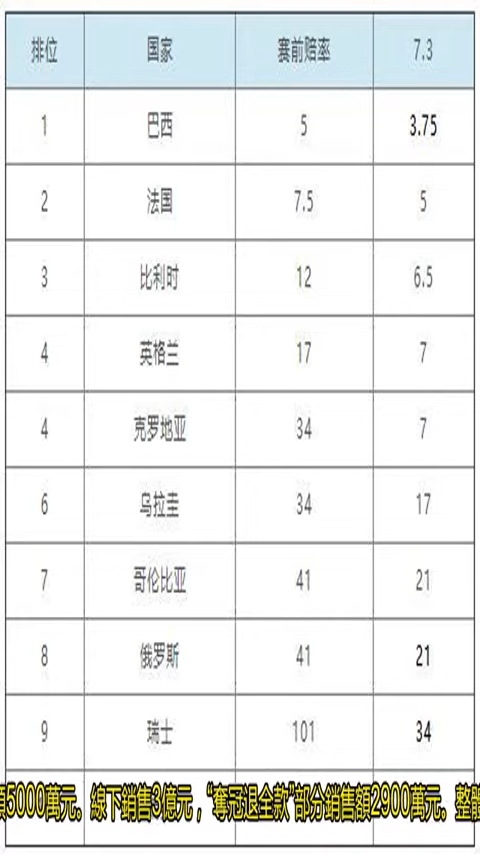 排位 国家 赛前赔率 7.3
1 巴西 5 3.75
2 法国 7.5 5
3 比利时 12 6.5
4 英格兰 17 7
4 克罗地亚 34 7
6 乌拉圭 34 17
7 哥伦比亚 41 21
8 俄罗斯 41 21
9 瑞士 101 34
額5000萬元。線下銷售3億元，“奪冠退全款”部分銷售額2900萬元。整體